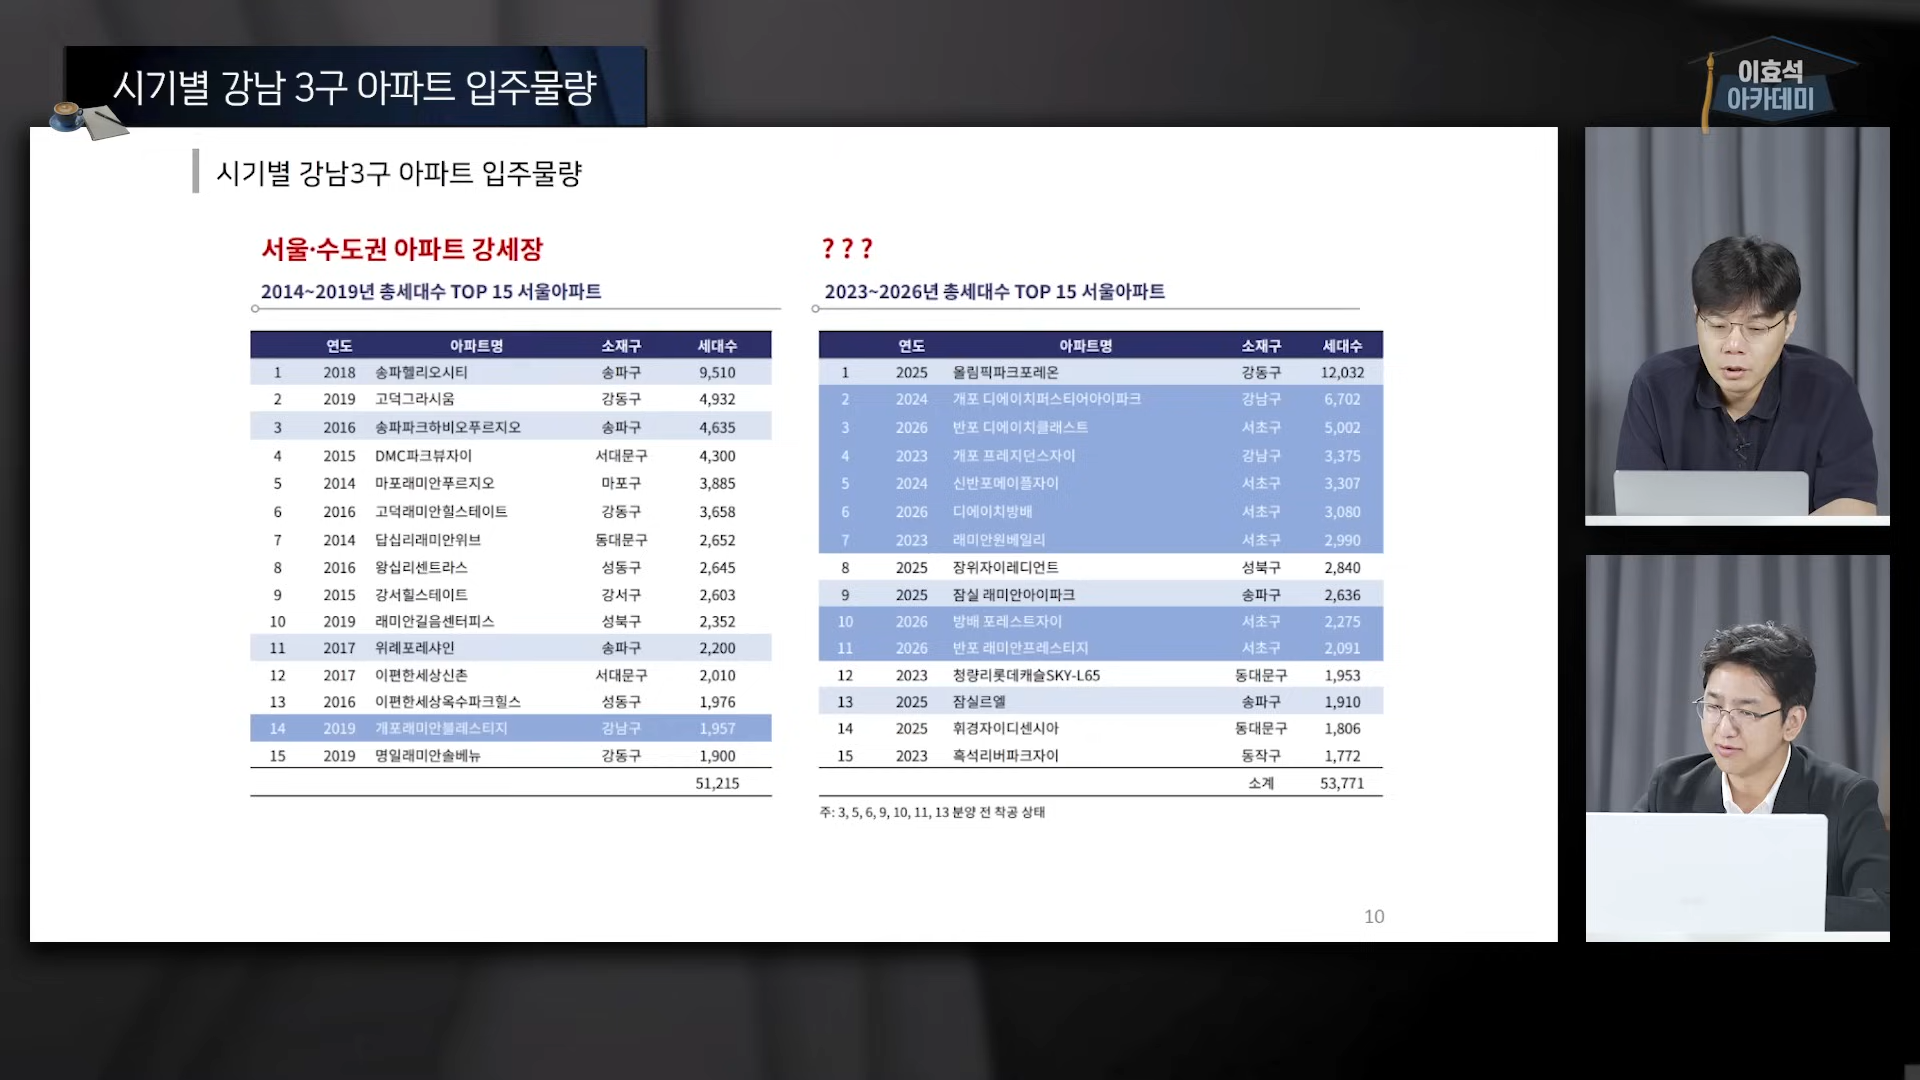 시기별 강남 3구 아파트 입주물량
이효석
아카데미
시기별 강남3구 아파트 입주물량
서울·수도권 아파트 강세장
2014~2019년 총세대수 TOP 15 서울아파트
연도 아파트명 소재구 세대수
1 2018 송파헬리오시티 송파구 9,510
2 2019 고덕그라시움 강동구 4,932
3 2016 송파파크하비오푸르지오 송파구 4,635
4 2015 DMC파크뷰자이 서대문구 4,300
5 2014 마포래미안푸르지오 마포구 3,885
6 2016 고덕래미안힐스테이트 강동구 3,658
7 2014 답십리래미안위브 동대문구 2,652
8 2016 왕십리센트라스 성동구 2,645
9 2015 강서힐스테이트 강서구 2,603
10 2019 래미안길음센터피스 성북구 2,352
11 2017 위례포레샤인 송파구 2,200
12 2017 이편한세상신촌 서대문구 2,010
13 2016 이편한세상옥수파크힐스 성동구 1,976
14 2019 개포래미안블레스티지 강남구 1,957
15 2019 명일래미안솔베뉴 강동구 1,900
51,215
? ? ?
2023~2026년 총세대수 TOP 15 서울아파트
연도 아파트명 소재구 세대수
1 2025 올림픽파크포레온 강동구 12,032
2 2024 개포 디에이치퍼스티어아이파크 강남구 6,702
3 2026 반포 디에이치클래스트 서초구 5,002
4 2023 개포 프레지던스자이 강남구 3,375
5 2024 신반포메이플자이 서초구 3,307
6 2026 디에이치방배 서초구 3,080
7 2023 래미안원베일리 서초구 2,990
8 2025 장위자이레디언트 성북구 2,840
9 2025 잠실 래미안아이파크 송파구 2,636
10 2026 방배 포레스트자이 서초구 2,275
11 2026 반포 래미안프레스티지 서초구 2,091
12 2023 청량리롯데캐슬SKY-L65 동대문구 1,953
13 2025 잠실르엘 송파구 1,910
14 2025 휘경자이디센시아 동대문구 1,806
15 2023 흑석리버파크자이 동작구 1,772
소계 53,771
주: 3, 5, 6, 9, 10, 11, 13 분양 전 착공 상태
10